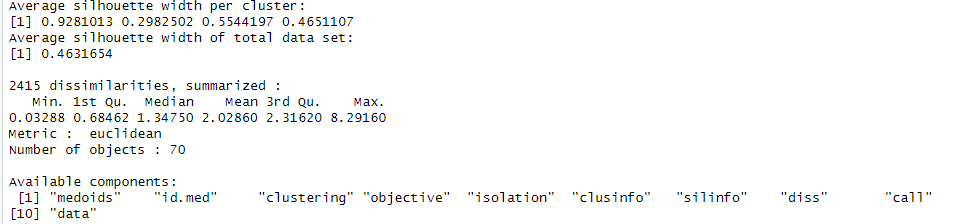 Average silhouette width per cluster:
[1] 0.9281013 0.2982502 0.5544197 0.4651107
Average silhouette width of total data set:
[1] 0.4631654

2415 dissimilarities, summarized :
   Min. 1st Qu.  Median    Mean 3rd Qu.    Max.
0.03288 0.68462 1.34750 2.02860 2.31620 8.29160
Metric :  euclidean
Number of objects : 70

Available components:
 [1] "medoids"    "id.med"     "clustering" "objective"  "isolation"  "clusinfo"   "silinfo"    "diss"       "call"
[10] "data"